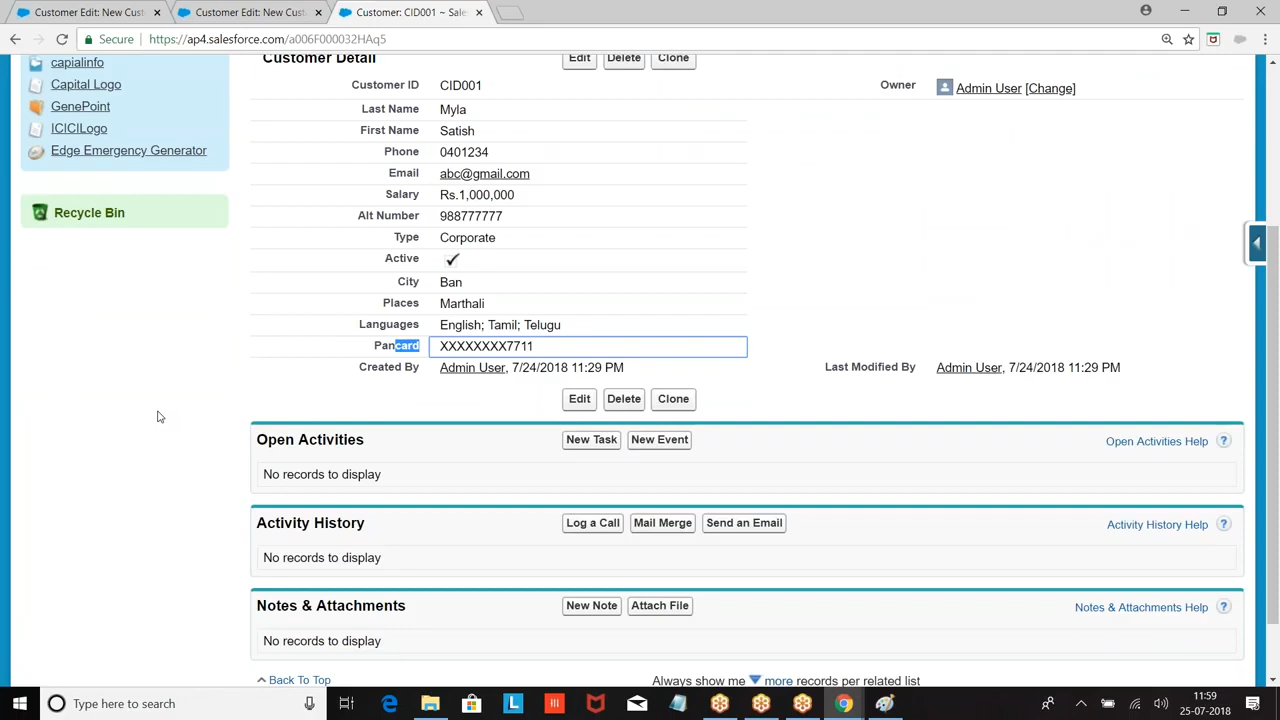 Customer Edit: New Custom
Customer Edit: New Custom
Customer: CID001 ~ Sales
Secure
https://ap4.salesforce.com/a006F000032HAq5
capialinfo
Capital Logo
GenePoint
ICICILogo
Edge Emergency Generator
Recycle Bin
Customer Detail
Edit
Delete
Clone
Customer ID CID001
Owner Admin User [Change]
Last Name Myla
First Name Satish
Phone 0401234
Email abc@gmail.com
Salary Rs.1,000,000
Alt Number 988777777
Type Corporate
Active
City Ban
Places Marthali
Languages English; Tamil; Telugu
Pancard XXXXXXXX7711
Created By Admin User, 7/24/2018 11:29 PM
Last Modified By Admin User, 7/24/2018 11:29 PM
Edit Delete Clone
Open Activities New Task New Event Open Activities Help ?
No records to display
Activity History Log a Call Mail Merge Send an Email Activity History Help ?
No records to display
Notes & Attachments New Note Attach File Notes & Attachments Help ?
No records to display
Back To Top
Always show me more records per related list
Type here to search
11:59
25-07-2018